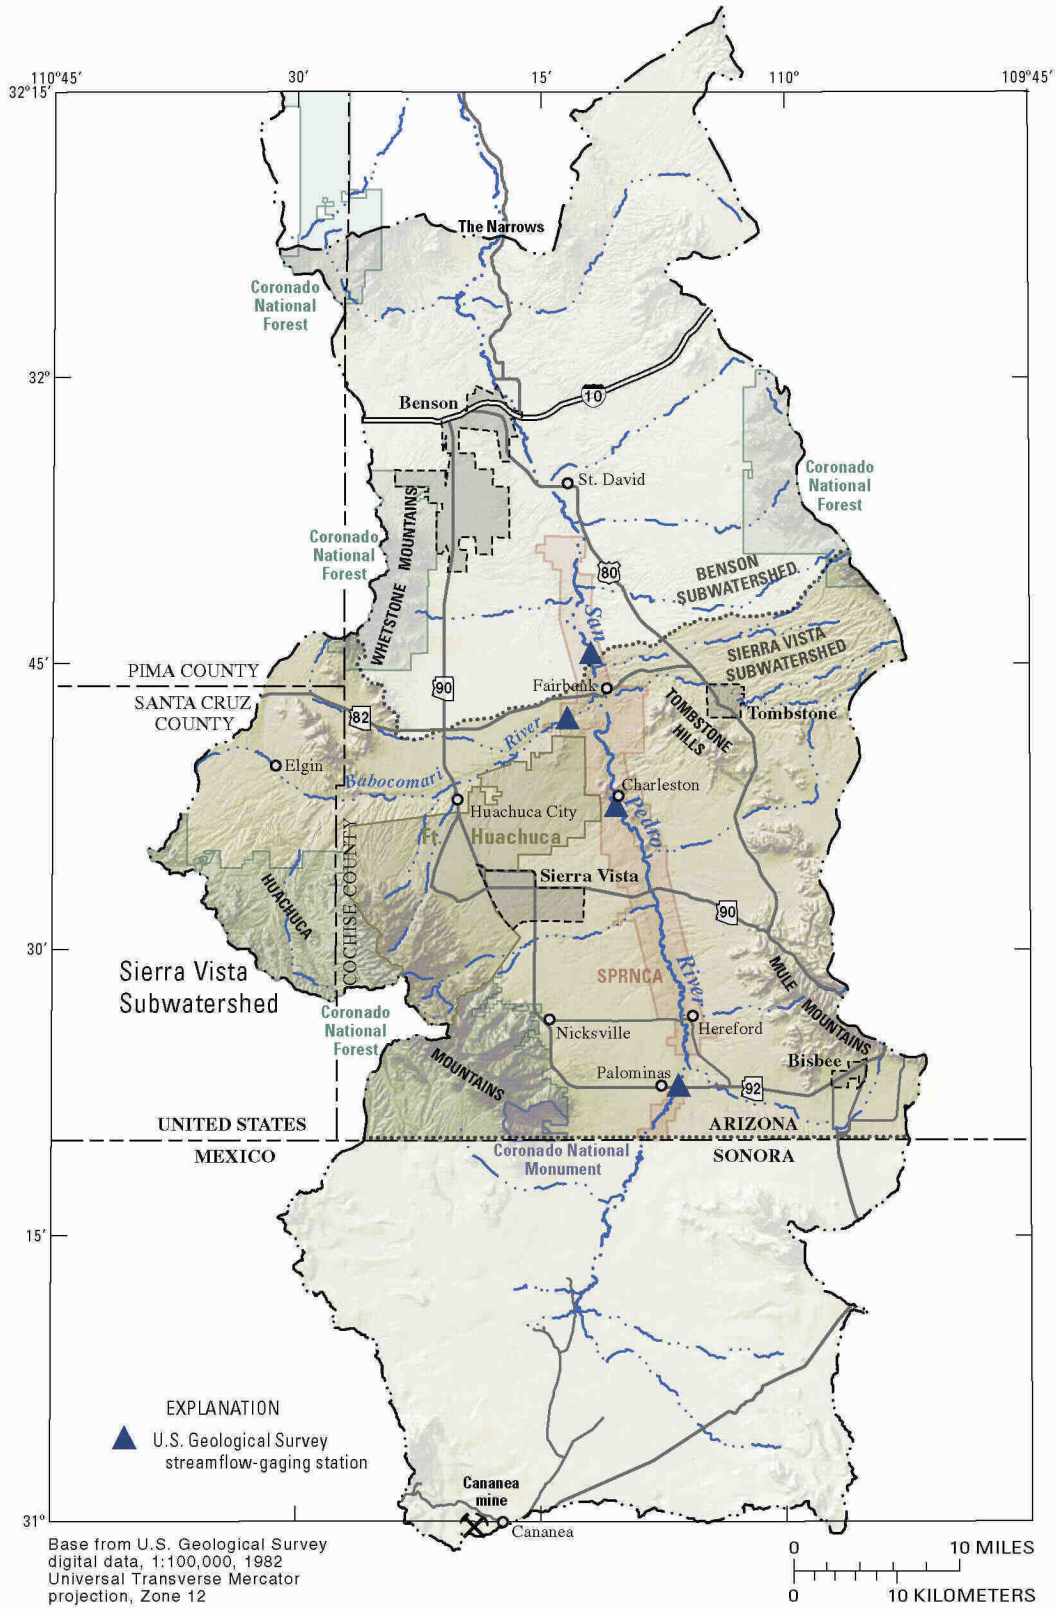 110°45′
30′
15′
110°
109°45′
32°15′
The Narrows
Coronado
National
Forest
32°
10
Benson
St. David
Coronado
National
Forest
WHETSTONE MOUNTAINS
Coronado
National
Forest
80
BENSON
SUBWATERSHED
San
SIERRA VISTA
SUBWATERSHED
45′
PIMA COUNTY
SANTA CRUZ
COUNTY
90
Fairbank
82
TOMBSTONE
HILLS
Tombstone
River
Elgin
Babocomari
Charleston
Huachuca City
Pedro
Ft. Huachuca
COCHISE COUNTY
Sierra Vista
HUACHUCA
90
30′
Sierra Vista
Subwatershed
SPRNCA
River
MULE MOUNTAINS
Coronado
National
Forest
Nicksville
Hereford
MOUNTAINS
Palominas
Bisbee
92
UNITED STATES
ARIZONA
MEXICO
SONORA
Coronado National
Monument
15′
EXPLANATION
U.S. Geological Survey
streamflow-gaging station
Cananea
mine
31°
Cananea
Base from U.S. Geological Survey
digital data, 1:100,000, 1982
Universal Transverse Mercator
projection, Zone 12
0 10 MILES
0 10 KILOMETERS